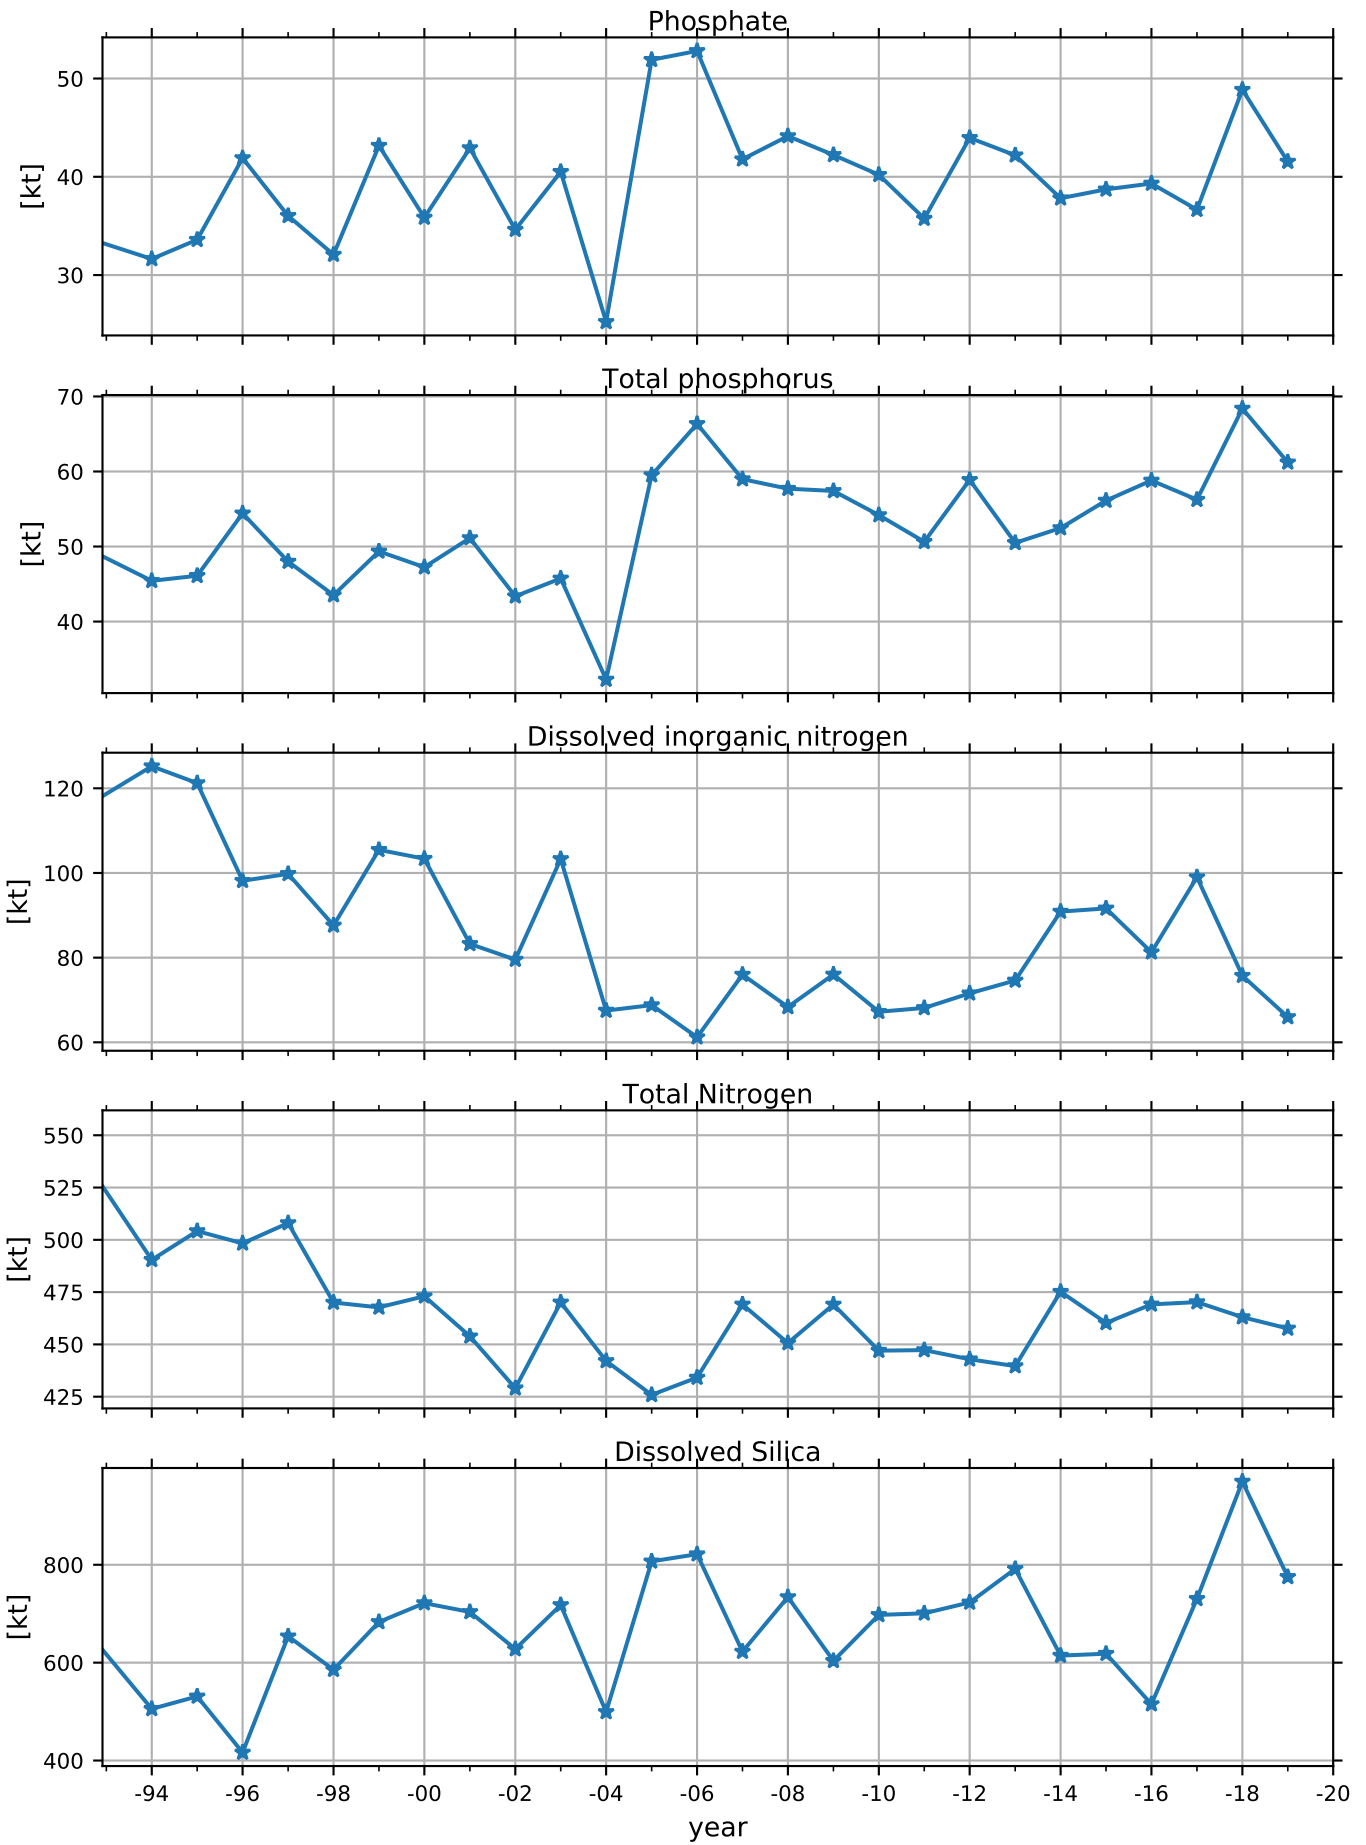 Phosphate
50
40
30
[kt]
Total phosphorus
70
60
50
40
[kt]
Dissolved inorganic nitrogen
120
100
80
60
[kt]
Total Nitrogen
550
525
500
475
450
425
[kt]
Dissolved Silica
800
600
400
[kt]
-94 -96 -98 -00 -02 -04 -06 -08 -10 -12 -14 -16 -18 -20
year